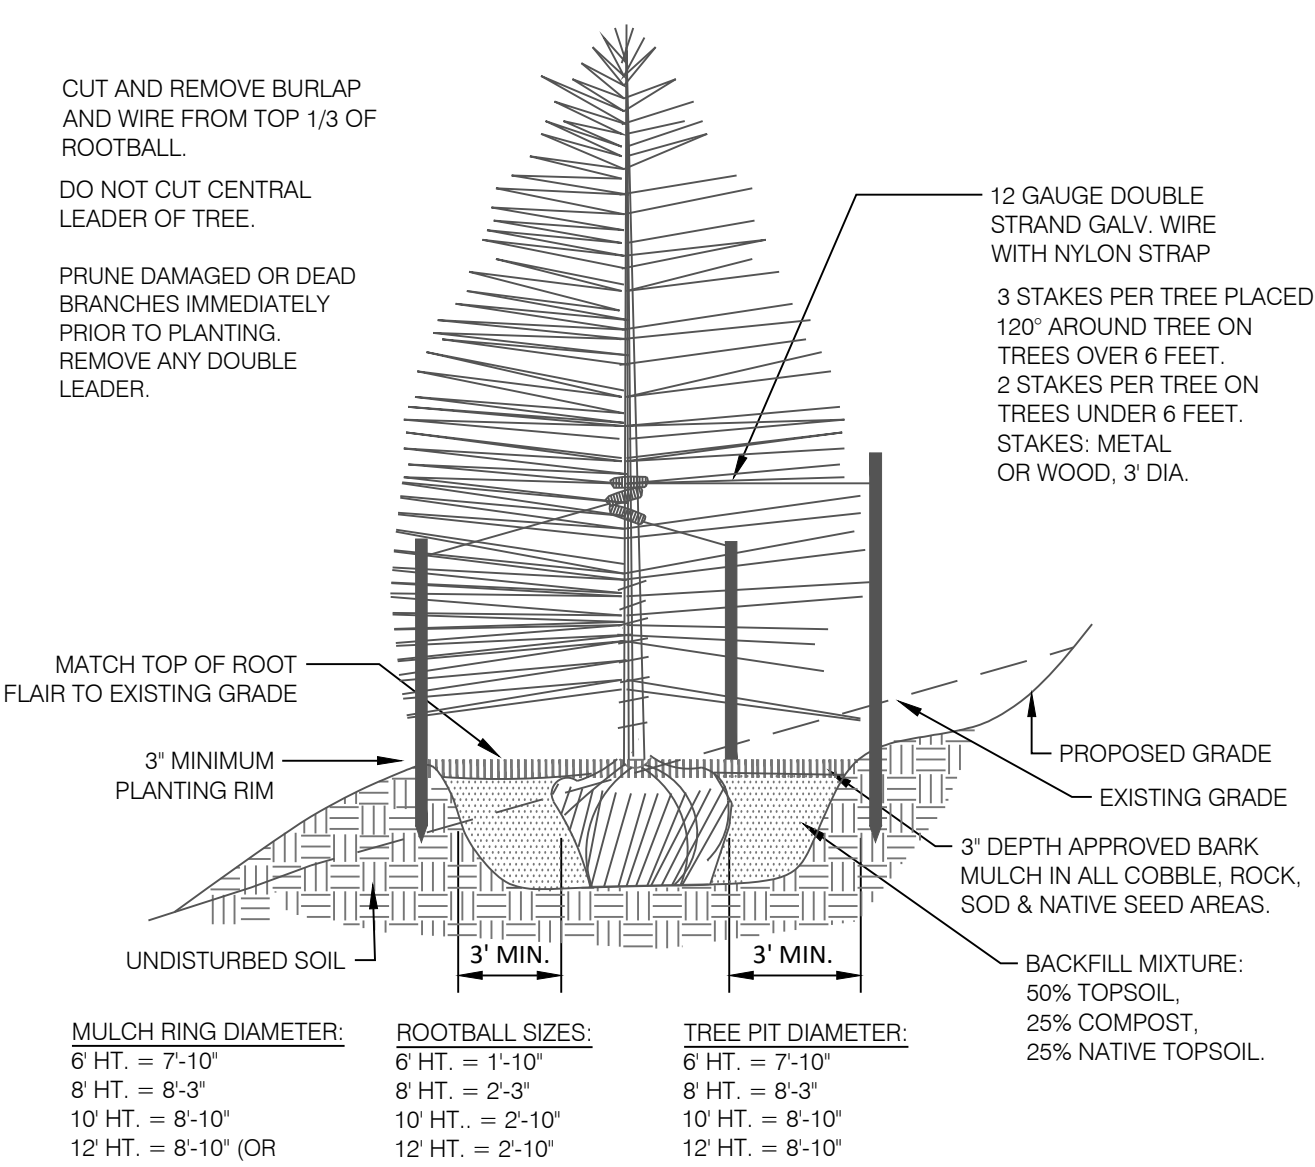 CUT AND REMOVE BURLAP
AND WIRE FROM TOP 1/3 OF
ROOTBALL.
DO NOT CUT CENTRAL
LEADER OF TREE.
PRUNE DAMAGED OR DEAD
BRANCHES IMMEDIATELY
PRIOR TO PLANTING.
REMOVE ANY DOUBLE
LEADER.
12 GAUGE DOUBLE
STRAND GALV. WIRE
WITH NYLON STRAP
3 STAKES PER TREE PLACED
120° AROUND TREE ON
TREES OVER 6 FEET.
2 STAKES PER TREE ON
TREES UNDER 6 FEET.
STAKES: METAL
OR WOOD, 3' DIA.
MATCH TOP OF ROOT
FLAIR TO EXISTING GRADE
3" MINIMUM
PLANTING RIM
PROPOSED GRADE
EXISTING GRADE
3" DEPTH APPROVED BARK
MULCH IN ALL COBBLE, ROCK,
SOD & NATIVE SEED AREAS.
UNDISTURBED SOIL
3' MIN.
3' MIN.
BACKFILL MIXTURE:
50% TOPSOIL,
25% COMPOST,
25% NATIVE TOPSOIL.
MULCH RING DIAMETER:
6' HT. = 7'-10"
8' HT. = 8'-3"
10' HT. = 8'-10"
12' HT. = 8'-10" (OR
ROOTBALL SIZES:
6' HT. = 1'-10"
8' HT. = 2'-3"
10' HT.. = 2'-10"
12' HT. = 2'-10"
TREE PIT DIAMETER:
6' HT. = 7'-10"
8' HT. = 8'-3"
10' HT. = 8'-10"
12' HT. = 8'-10"